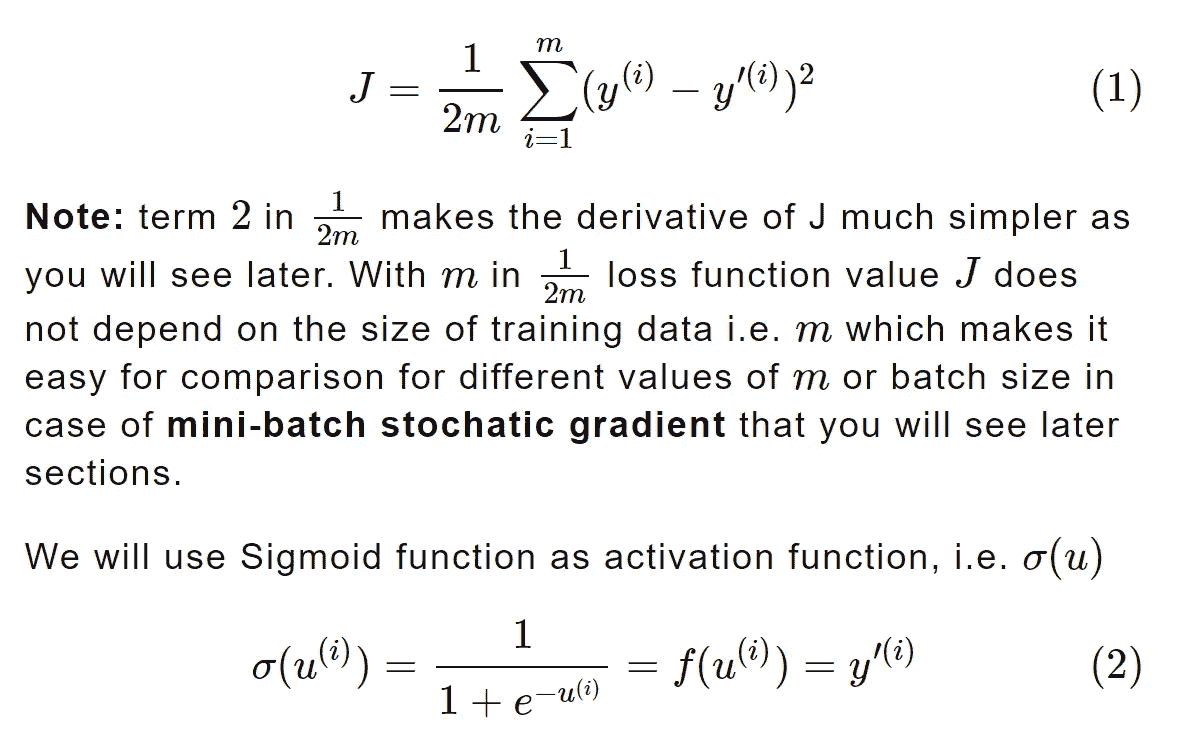 J = \frac{1}{2m} \sum_{i=1}^{m} (y^{(i)} - y'^{(i)})^2 (1)
Note: term 2 in \frac{1}{2m} makes the derivative of J much simpler as
you will see later. With m in \frac{1}{2m} loss function value J does
not depend on the size of training data i.e. m which makes it
easy for comparison for different values of m or batch size in
case of mini-batch stochatic gradient that you will see later
sections.
We will use Sigmoid function as activation function, i.e. σ(u)
σ(u^{(i)}) = \frac{1}{1 + e^{-u^{(i)}}} = f(u^{(i)}) = y'^{(i)} (2)